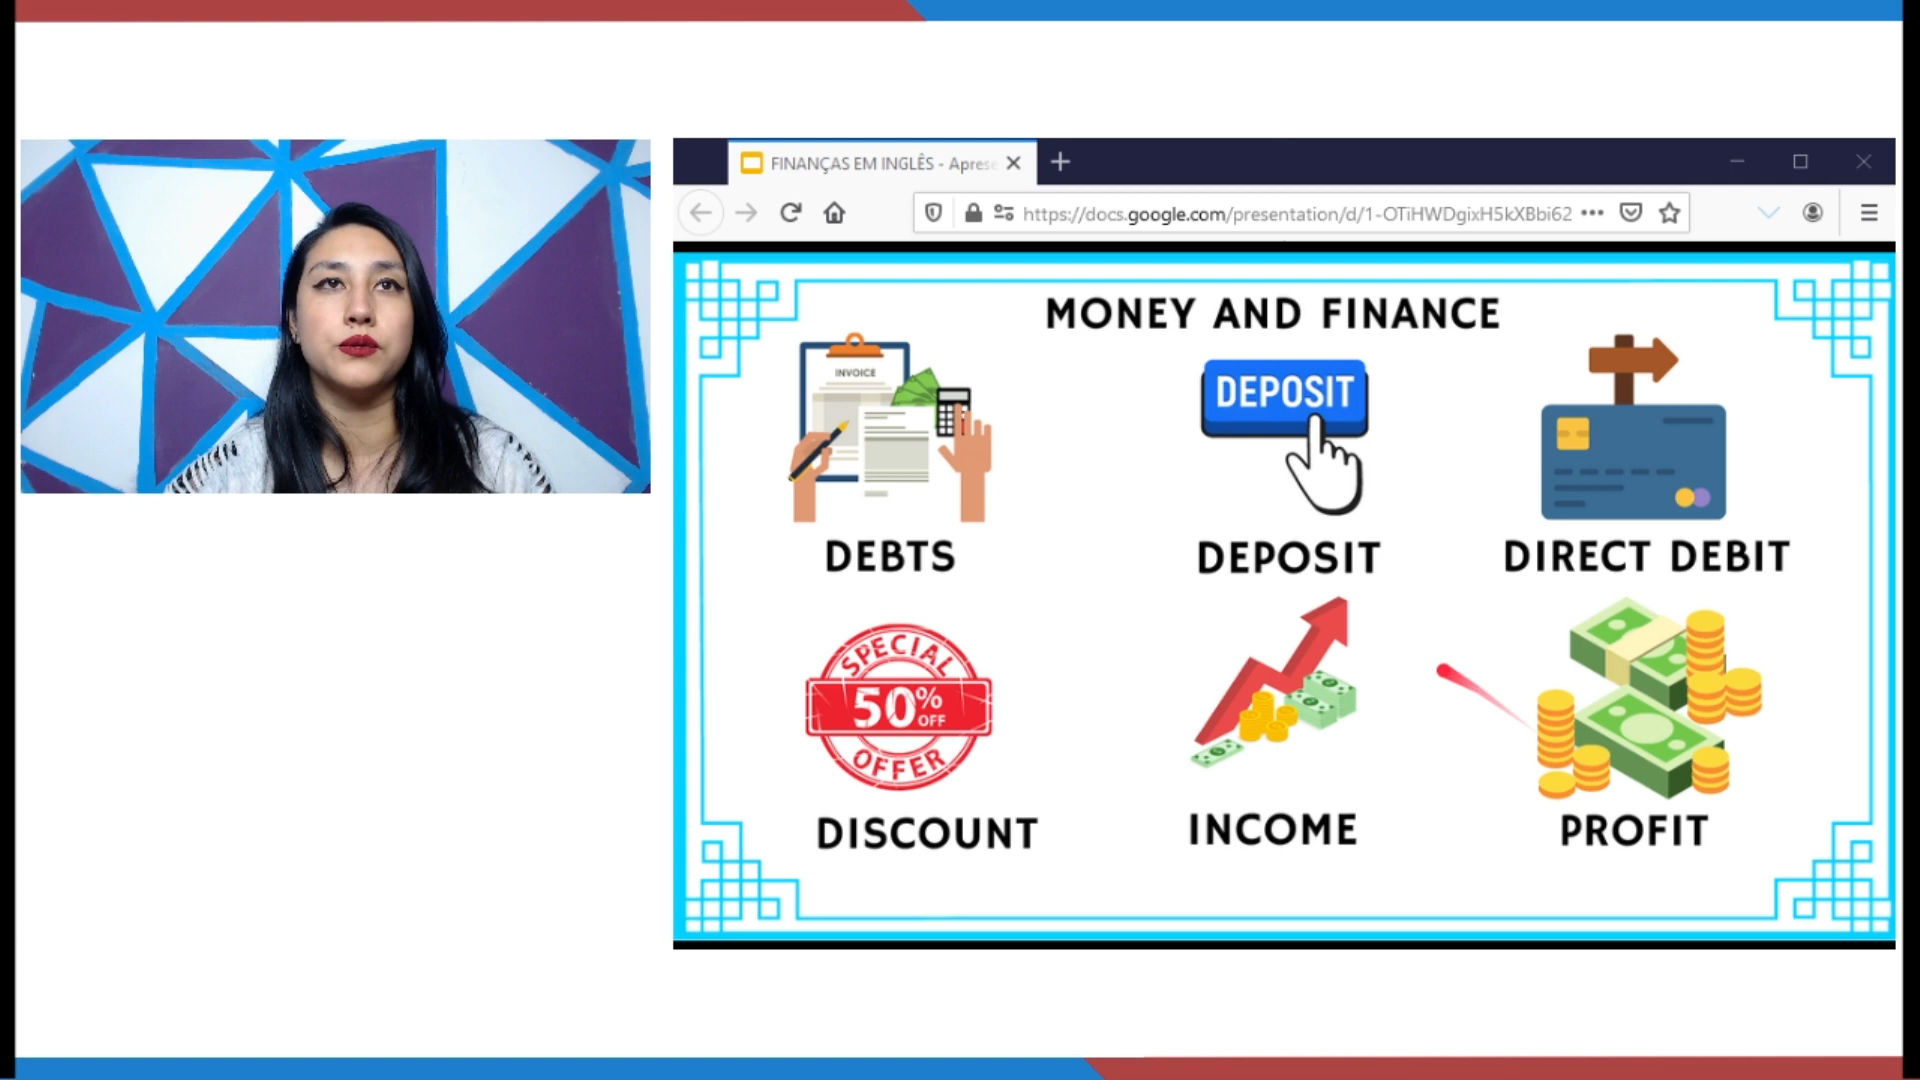 FINANÇAS EM INGLÊS - Aprese
https://docs.google.com/presentation/d/1-OTiHWDgixH5kXBbi62
MONEY AND FINANCE
INVOICE
DEPOSIT
DEBTS
DEPOSIT
DIRECT DEBIT
SPECIAL
50% OFF
OFFER
DISCOUNT
INCOME
PROFIT